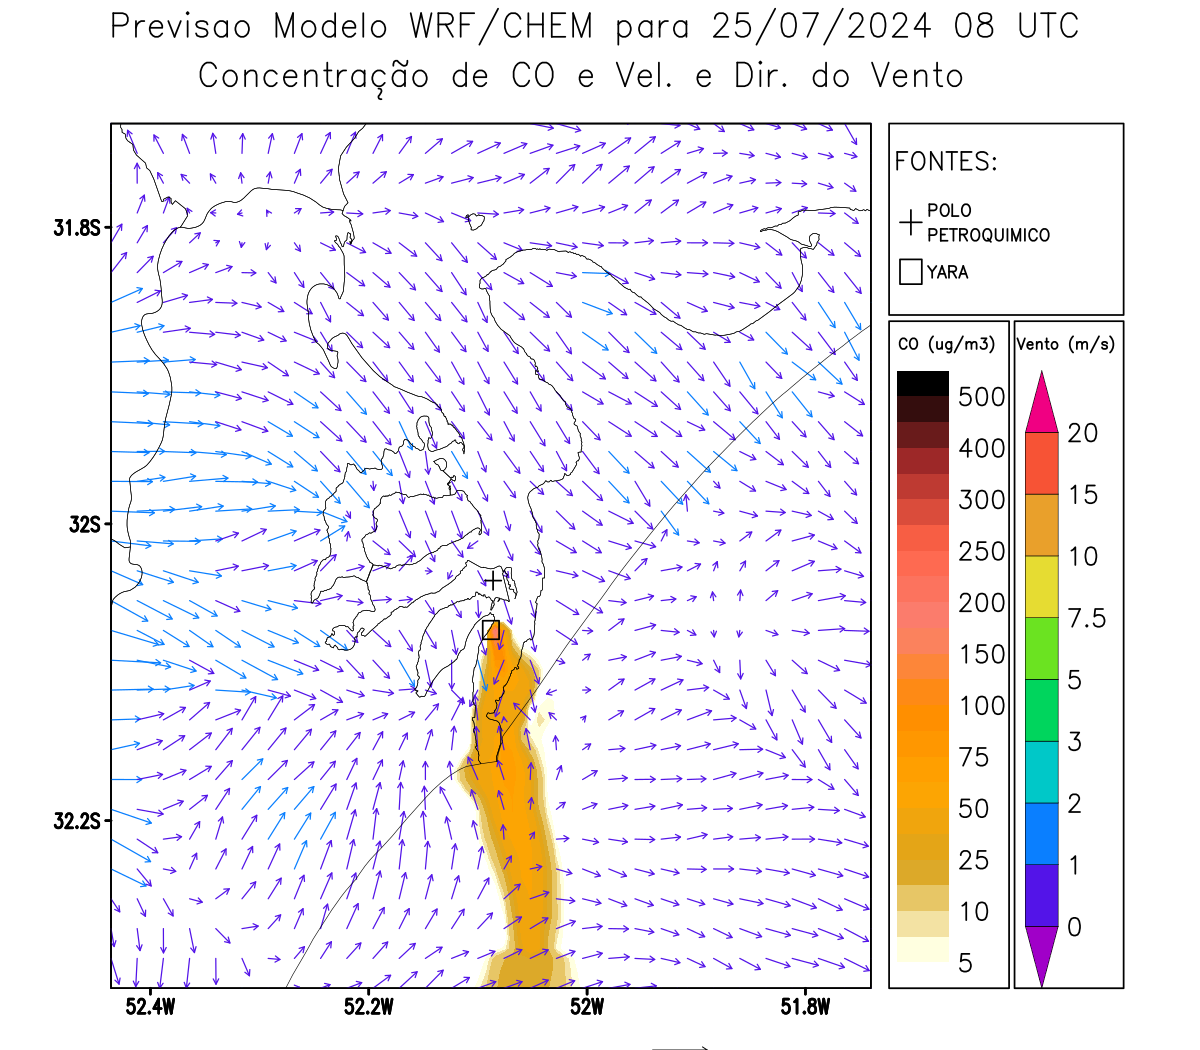 Previsao Modelo WRF/CHEM para 25/07/2024 08 UTC
Concentração de CO e Vel. e Dir. do Vento
FONTES:
POLO
PETROQUIMICO
YARA
CO (ug/m3)
500
400
300
250
200
150
100
75
50
25
10
5
Vento (m/s)
20
15
10
7.5
5
3
2
1
0
31.8S
32S
32.2S
52.4W 52.2W 52W 51.8W